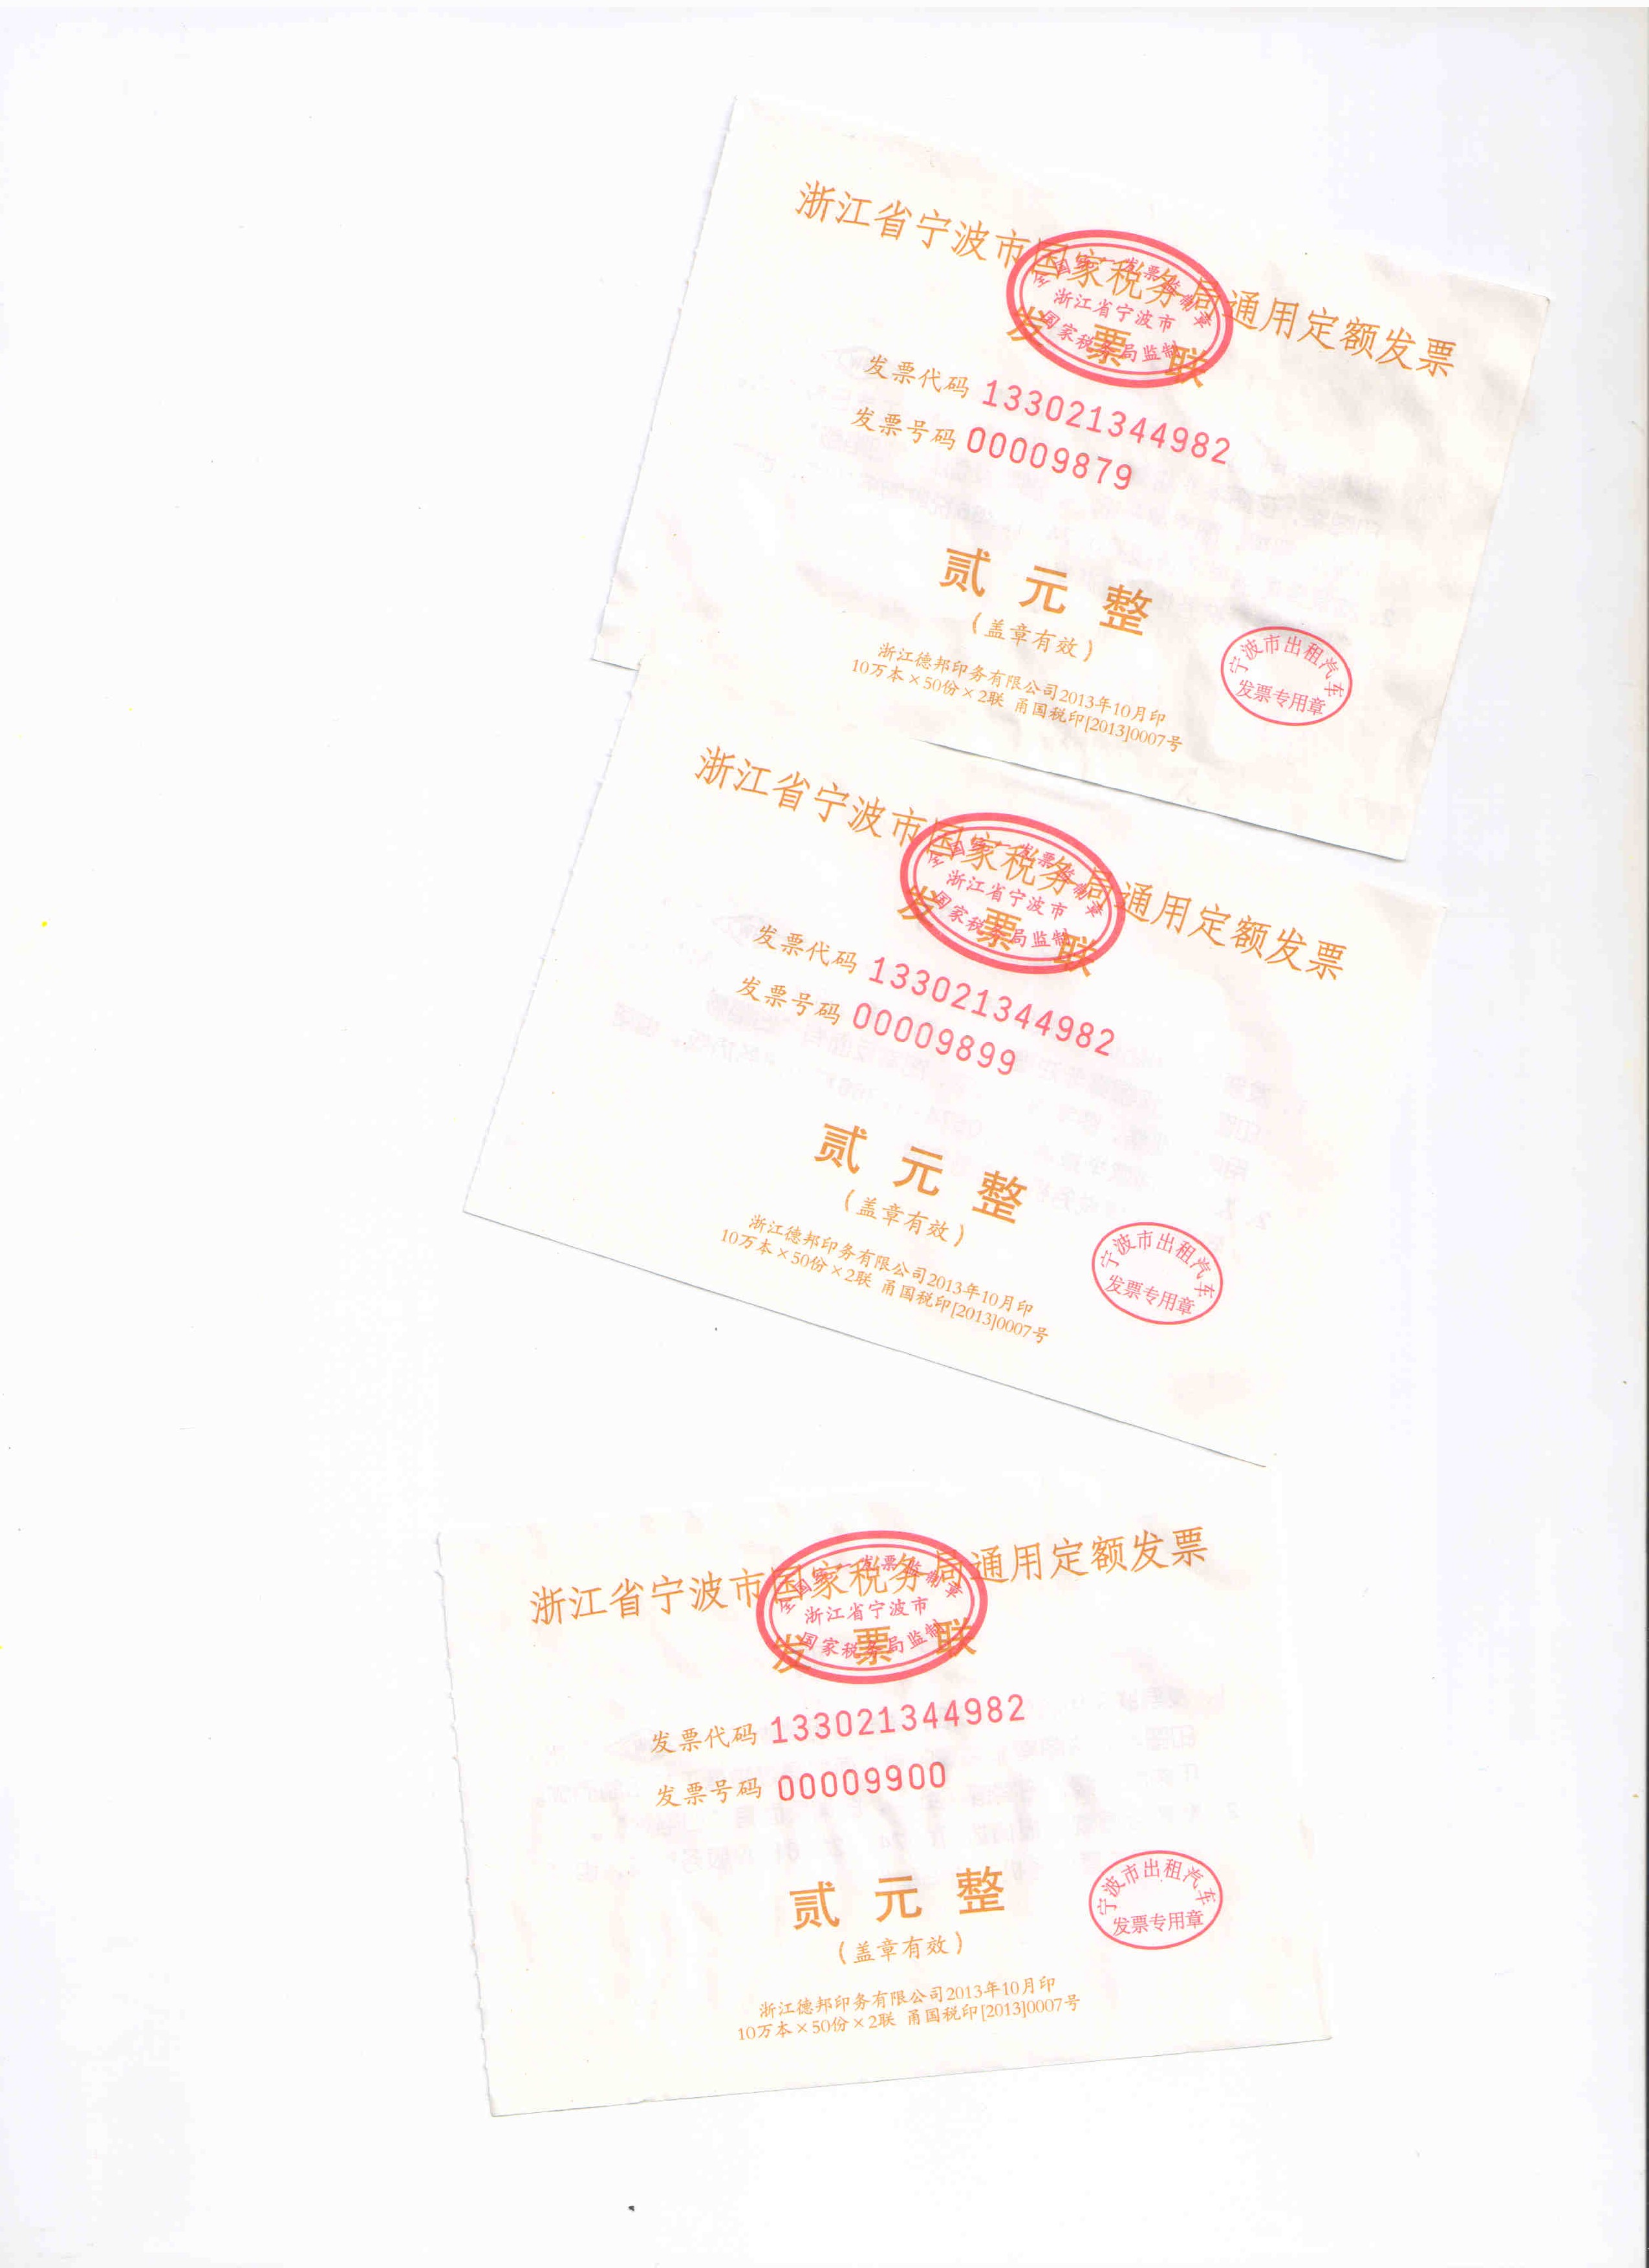 浙江省宁波市国家税务局通用定额发票
全国统一发票监制章
浙江省宁波市
国家税务局监制
发票联
发票代码 133021344982
发票号码 00009879
贰元整
(盖章有效)
浙江德邦印务有限公司2013年10月印
10万本×50份×2联 甬国税印[2013]0007号
宁波市出租汽车
发票专用章
浙江省宁波市国家税务局通用定额发票
全国统一发票监制章
浙江省宁波市
国家税务局监制
发票联
发票代码 133021344982
发票号码 00009899
贰元整
(盖章有效)
浙江德邦印务有限公司2013年10月印
10万本×50份×2联 甬国税印[2013]0007号
宁波市出租汽车
发票专用章
浙江省宁波市国家税务局通用定额发票
全国统一发票监制章
浙江省宁波市
国家税务局监制
发票联
发票代码 133021344982
发票号码 00009900
贰元整
(盖章有效)
浙江德邦印务有限公司2013年10月印
10万本×50份×2联 甬国税印[2013]0007号
宁波市出租汽车
发票专用章